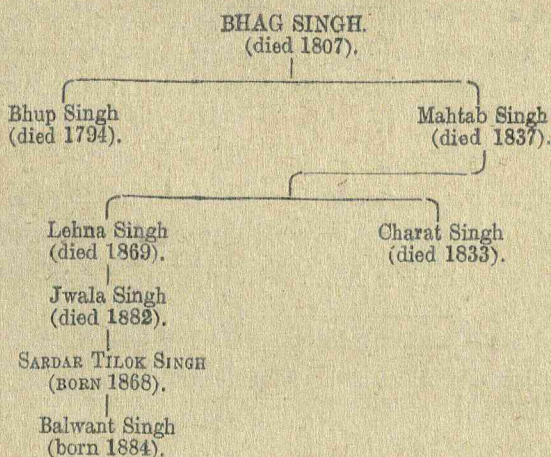 BHAG SINGH.
(died 1807).
Bhup Singh
(died 1794).
Mahtab Singh
(died 1837).
Lehna Singh
(died 1869).
Charat Singh
(died 1833).
Jwala Singh
(died 1882).
SARDAR TILOK SINGH
(BORN 1868).
Balwant Singh
(born 1884).